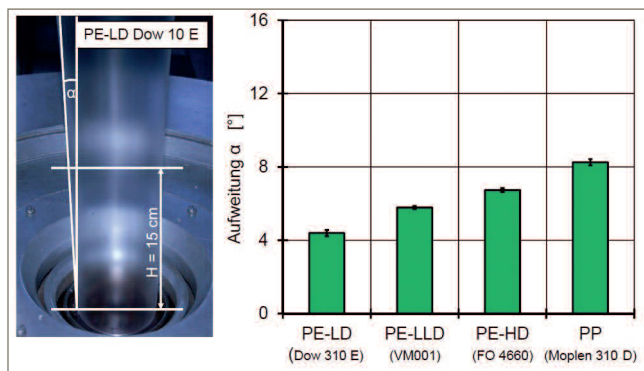 PE-LD Dow 10 E
α
H = 15 cm
Aufweitung α [°]
16
12
8
4
0
PE-LD
(Dow 310 E)
PE-LLD
(VM001)
PE-HD
(FO 4660)
PP
(Moplen 310 D)